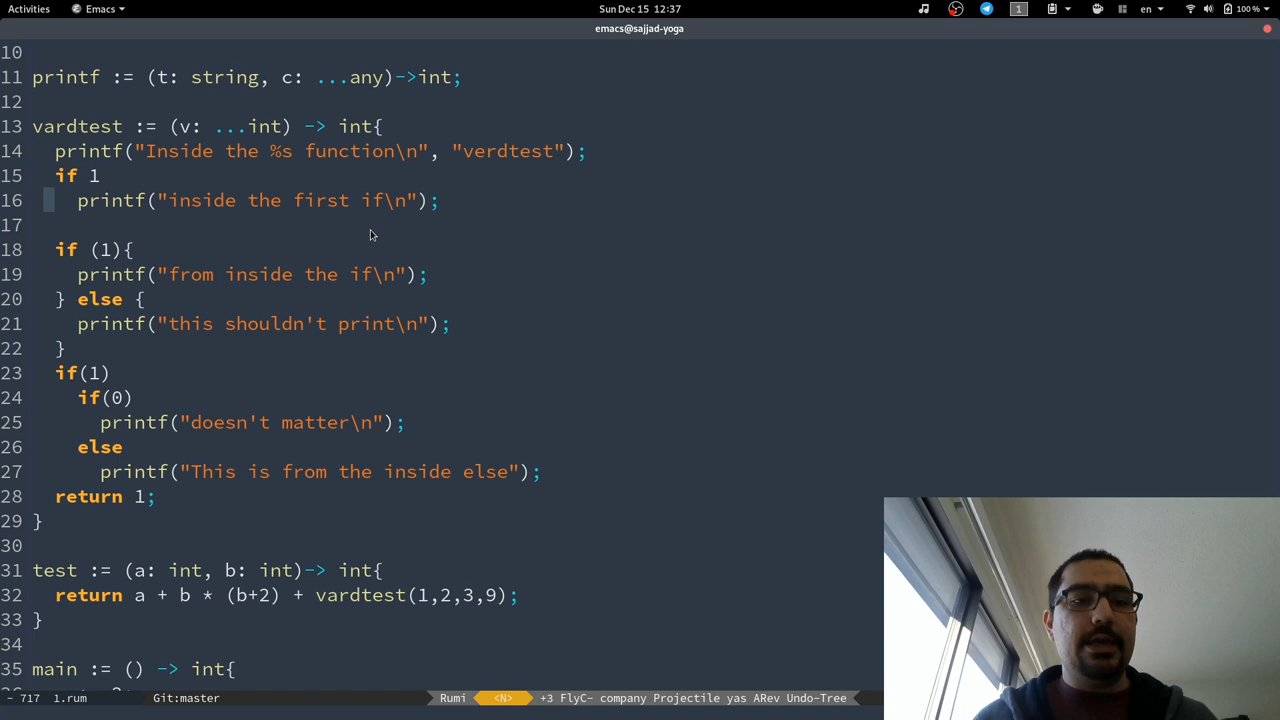 Activities Emacs Sun Dec 15 12:37 1 en 100 %
emacs@sajjad-yoga
10
11 printf := (t: string, c: ...any)->int;
12
13 vardtest := (v: ...int) -> int{
14 printf("Inside the %s function\n", "verdtest");
15 if 1
16 printf("inside the first if\n");
17
18 if (1){
19 printf("from inside the if\n");
20 } else {
21 printf("this shouldn't print\n");
22 }
23 if(1)
24 if(0)
25 printf("doesn't matter\n");
26 else
27 printf("This is from the inside else");
28 return 1;
29 }
30
31 test := (a: int, b: int)-> int{
32 return a + b * (b+2) + vardtest(1,2,3,9);
33 }
34
35 main := () -> int{
- 717 1.rum Git:master Rumi <N> +3 FlyC- company Projectile yas ARev Undo-Tree